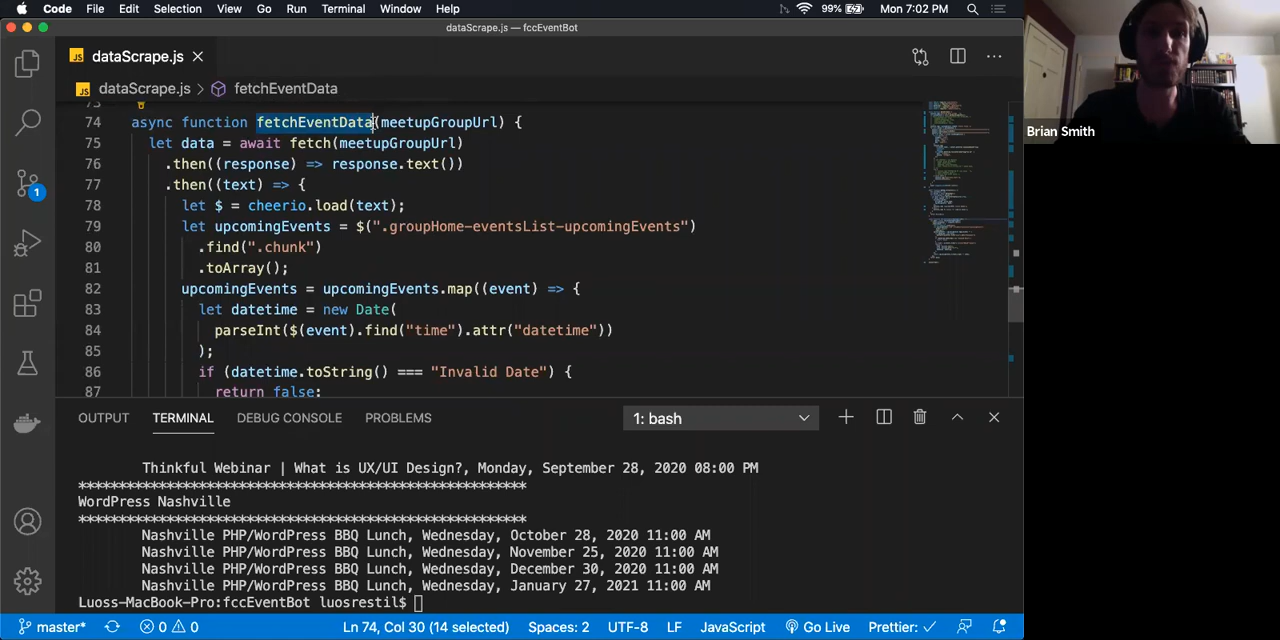 Code File Edit Selection View Go Run Terminal Window Help 99% Mon 7:02 PM
dataScrape.js — fccEventBot
JS dataScrape.js
JS dataScrape.js > fetchEventData
73
74 async function fetchEventData(meetupGroupUrl) {
75 let data = await fetch(meetupGroupUrl)
76 .then((response) => response.text())
77 .then((text) => {
78 let $ = cheerio.load(text);
79 let upcomingEvents = $(".groupHome-eventsList-upcomingEvents")
80 .find(".chunk")
81 .toArray();
82 upcomingEvents = upcomingEvents.map((event) => {
83 let datetime = new Date(
84 parseInt($(event).find("time").attr("datetime"))
85 );
86 if (datetime.toString() === "Invalid Date") {
87 return false;
1
OUTPUT TERMINAL DEBUG CONSOLE PROBLEMS 1: bash
Thinkful Webinar | What is UX/UI Design?, Monday, September 28, 2020 08:00 PM
******************************************************
WordPress Nashville
******************************************************
Nashville PHP/WordPress BBQ Lunch, Wednesday, October 28, 2020 11:00 AM
Nashville PHP/WordPress BBQ Lunch, Wednesday, November 25, 2020 11:00 AM
Nashville PHP/WordPress BBQ Lunch, Wednesday, December 30, 2020 11:00 AM
Nashville PHP/WordPress BBQ Lunch, Wednesday, January 27, 2021 11:00 AM
Luoss-MacBook-Pro:fccEventBot luosrestil$
master* 0 0 Ln 74, Col 30 (14 selected) Spaces: 2 UTF-8 LF JavaScript Go Live Prettier: ✓
Brian Smith